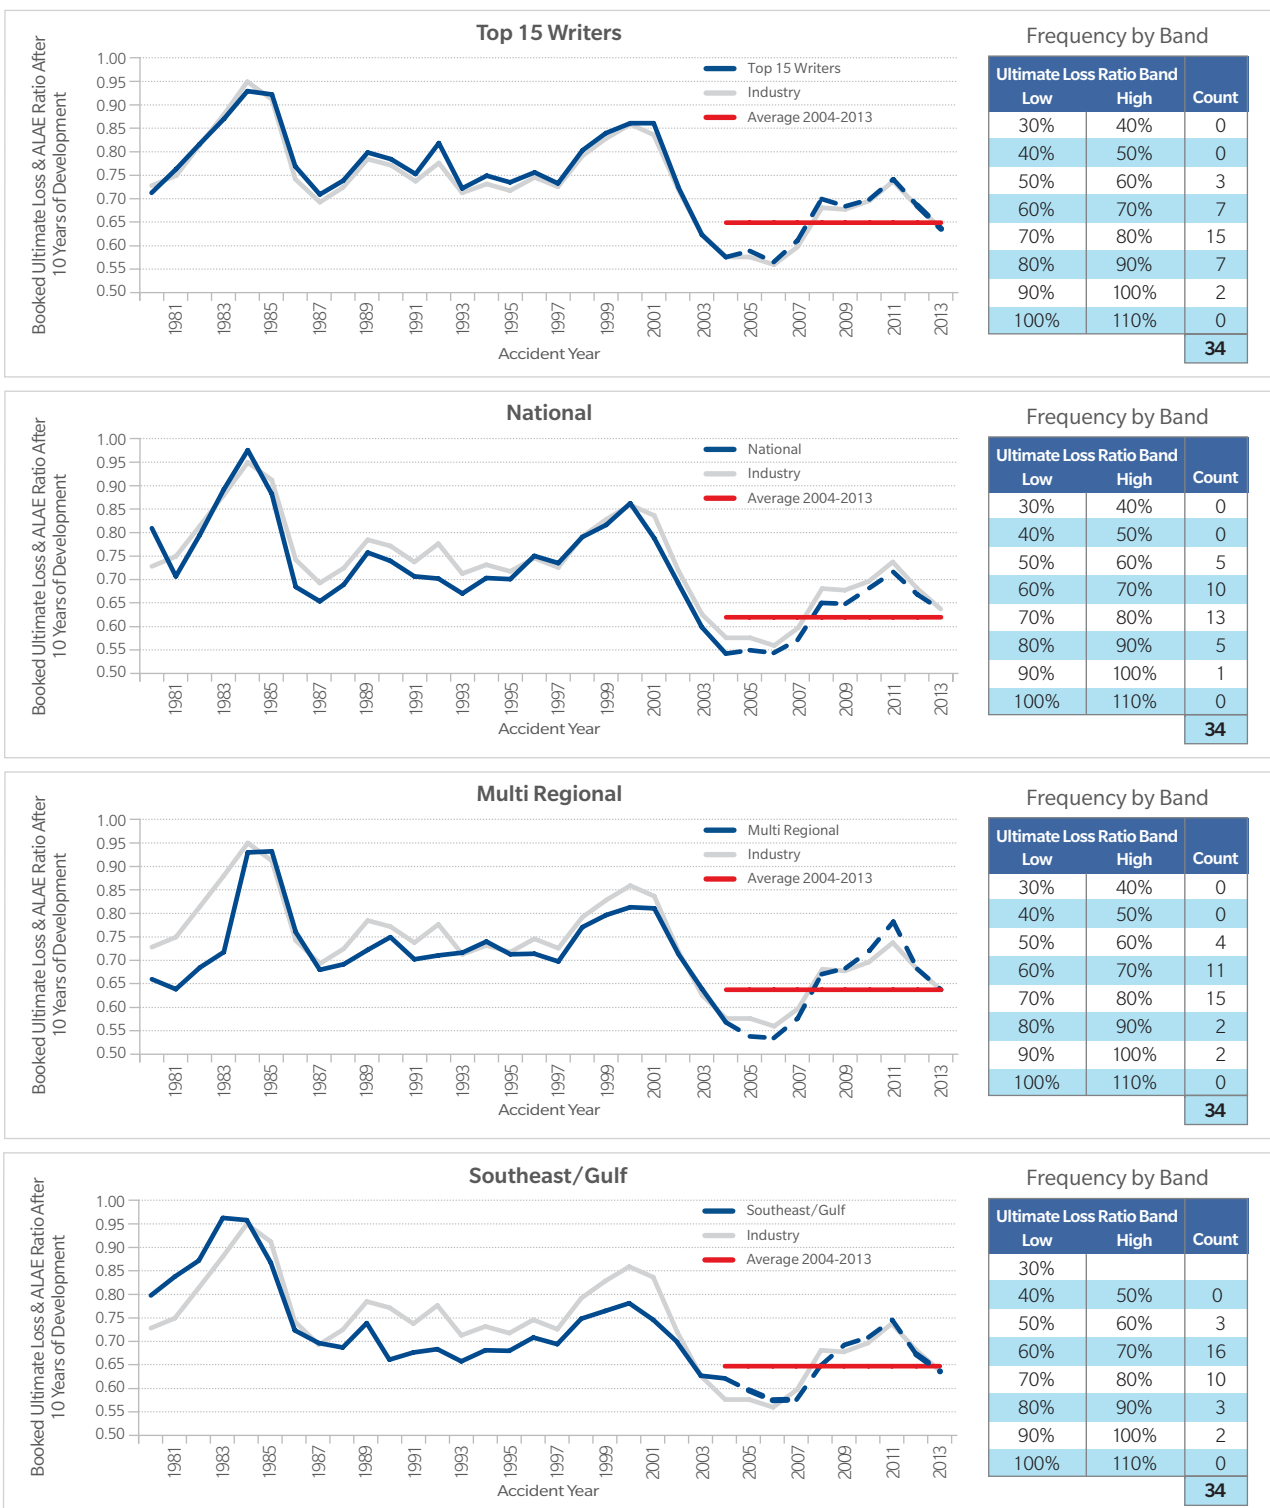 Top 15 Writers
Booked Ultimate Loss & ALAE Ratio After
10 Years of Development
1.00
0.95
0.90
0.85
0.80
0.75
0.70
0.65
0.60
0.55
0.50
Top 15 Writers
Industry
Average 2004-2013
1981 1983 1985 1987 1989 1991 1993 1995 1997 1999 2001 2003 2005 2007 2009 2011 2013
Accident Year
Frequency by Band
Ultimate Loss Ratio Band
Low High Count
30% 40% 0
40% 50% 0
50% 60% 3
60% 70% 7
70% 80% 15
80% 90% 7
90% 100% 2
100% 110% 0
34
National
Booked Ultimate Loss & ALAE Ratio After
10 Years of Development
1.00
0.95
0.90
0.85
0.80
0.75
0.70
0.65
0.60
0.55
0.50
National
Industry
Average 2004-2013
1981 1983 1985 1987 1989 1991 1993 1995 1997 1999 2001 2003 2005 2007 2009 2011 2013
Accident Year
Frequency by Band
Ultimate Loss Ratio Band
Low High Count
30% 40% 0
40% 50% 0
50% 60% 5
60% 70% 10
70% 80% 13
80% 90% 5
90% 100% 1
100% 110% 0
34
Multi Regional
Booked Ultimate Loss & ALAE Ratio After
10 Years of Development
1.00
0.95
0.90
0.85
0.80
0.75
0.70
0.65
0.60
0.55
0.50
Multi Regional
Industry
Average 2004-2013
1981 1983 1985 1987 1989 1991 1993 1995 1997 1999 2001 2003 2005 2007 2009 2011 2013
Accident Year
Frequency by Band
Ultimate Loss Ratio Band
Low High Count
30% 40% 0
40% 50% 0
50% 60% 4
60% 70% 11
70% 80% 15
80% 90% 2
90% 100% 2
100% 110% 0
34
Southeast/Gulf
Booked Ultimate Loss & ALAE Ratio After
10 Years of Development
1.00
0.95
0.90
0.85
0.80
0.75
0.70
0.65
0.60
0.55
0.50
Southeast/Gulf
Industry
Average 2004-2013
1981 1983 1985 1987 1989 1991 1993 1995 1997 1999 2001 2003 2005 2007 2009 2011 2013
Accident Year
Frequency by Band
Ultimate Loss Ratio Band
Low High Count
30%
40% 50% 0
50% 60% 3
60% 70% 16
70% 80% 10
80% 90% 3
90% 100% 2
100% 110% 0
34